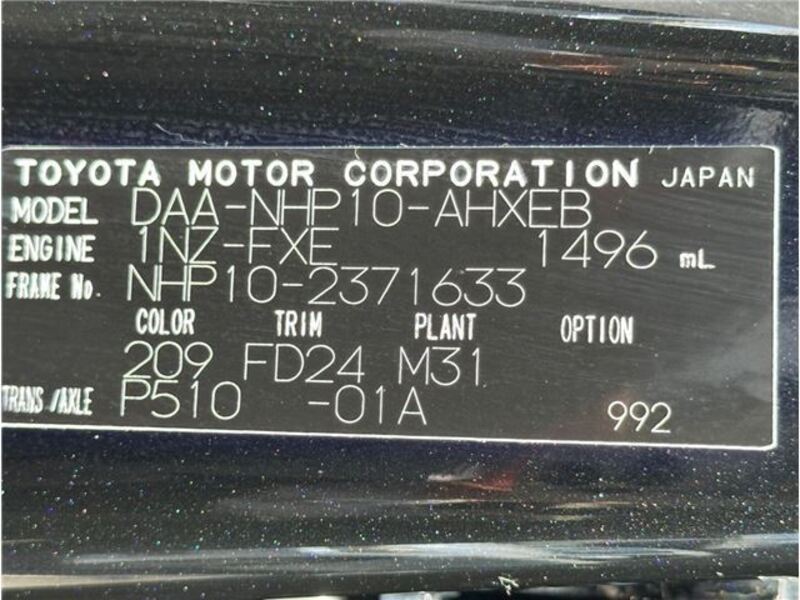 TOYOTA MOTOR CORPORATION JAPAN
MODEL DAA-NHP10-AHXEB
ENGINE 1NZ-FXE 1496 mL
FRAME No. NHP10-2371633
COLOR TRIM PLANT OPTION
209 FD24 M31
TRANS/AXLE P510 -01A 992